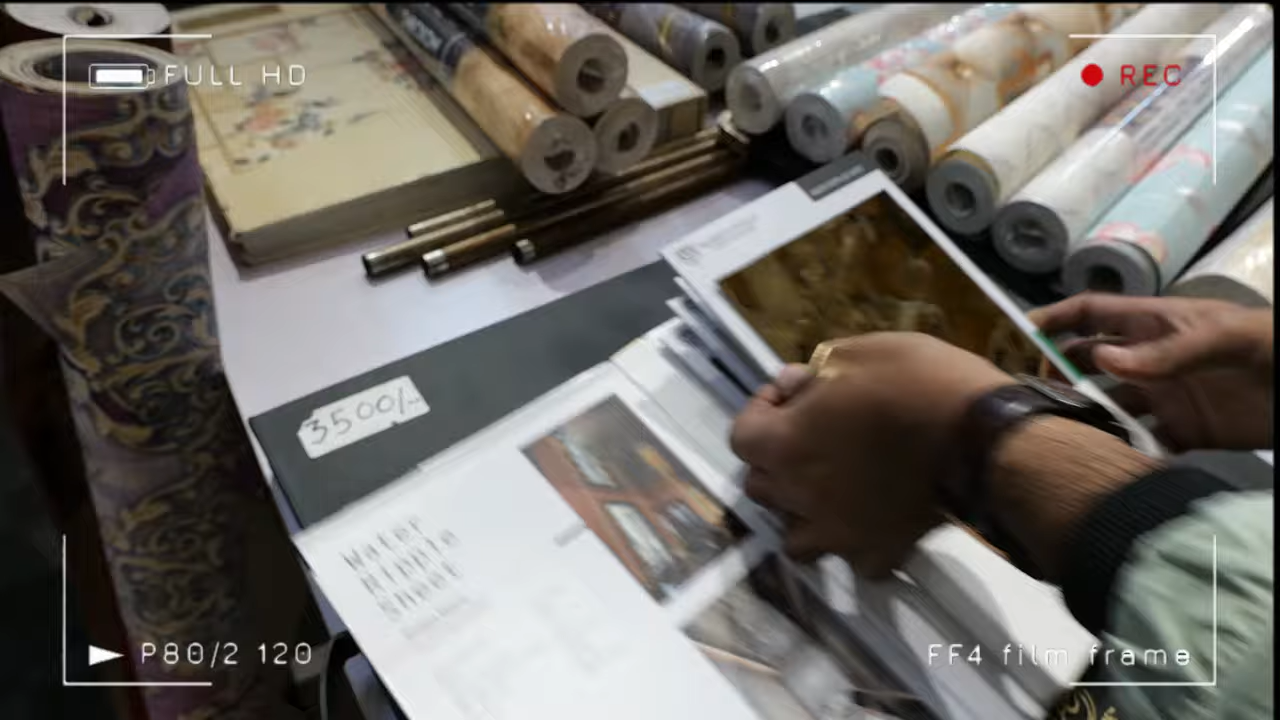 FULL HD
REC
3500/-
Water
Ripple
Sheet
P80/2 120
FF4 film frame